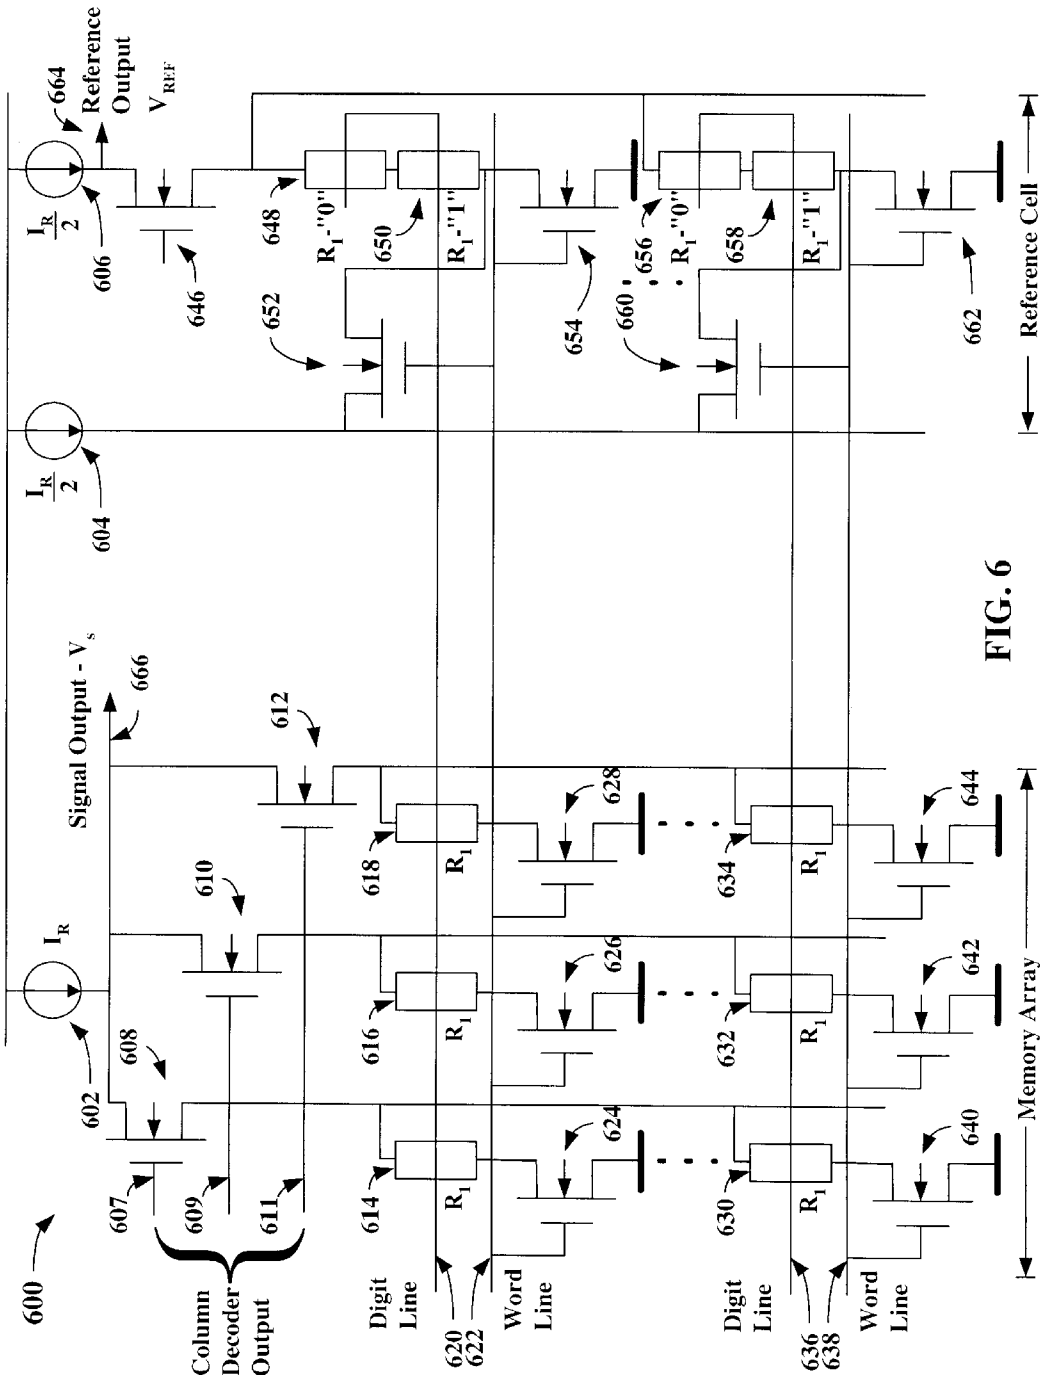 600
Column
Decoder
Output
607
609
611
602
608
I_R
610
612
Signal Output - V_s
666
I_R/2
604
I_R/2
606
664
Reference
Output
V_REF
646
Digit
Line
620
622
Word
Line
614
R_1
616
R_1
618
R_1
624
626
628
652
648
R_1-"0"
650
R_1-"1"
654
Digit
Line
636
638
Word
Line
630
R_1
632
R_1
634
R_1
640
642
644
660
656
R_1-"0"
658
R_1-"1"
662
Memory Array
Reference Cell
FIG. 6